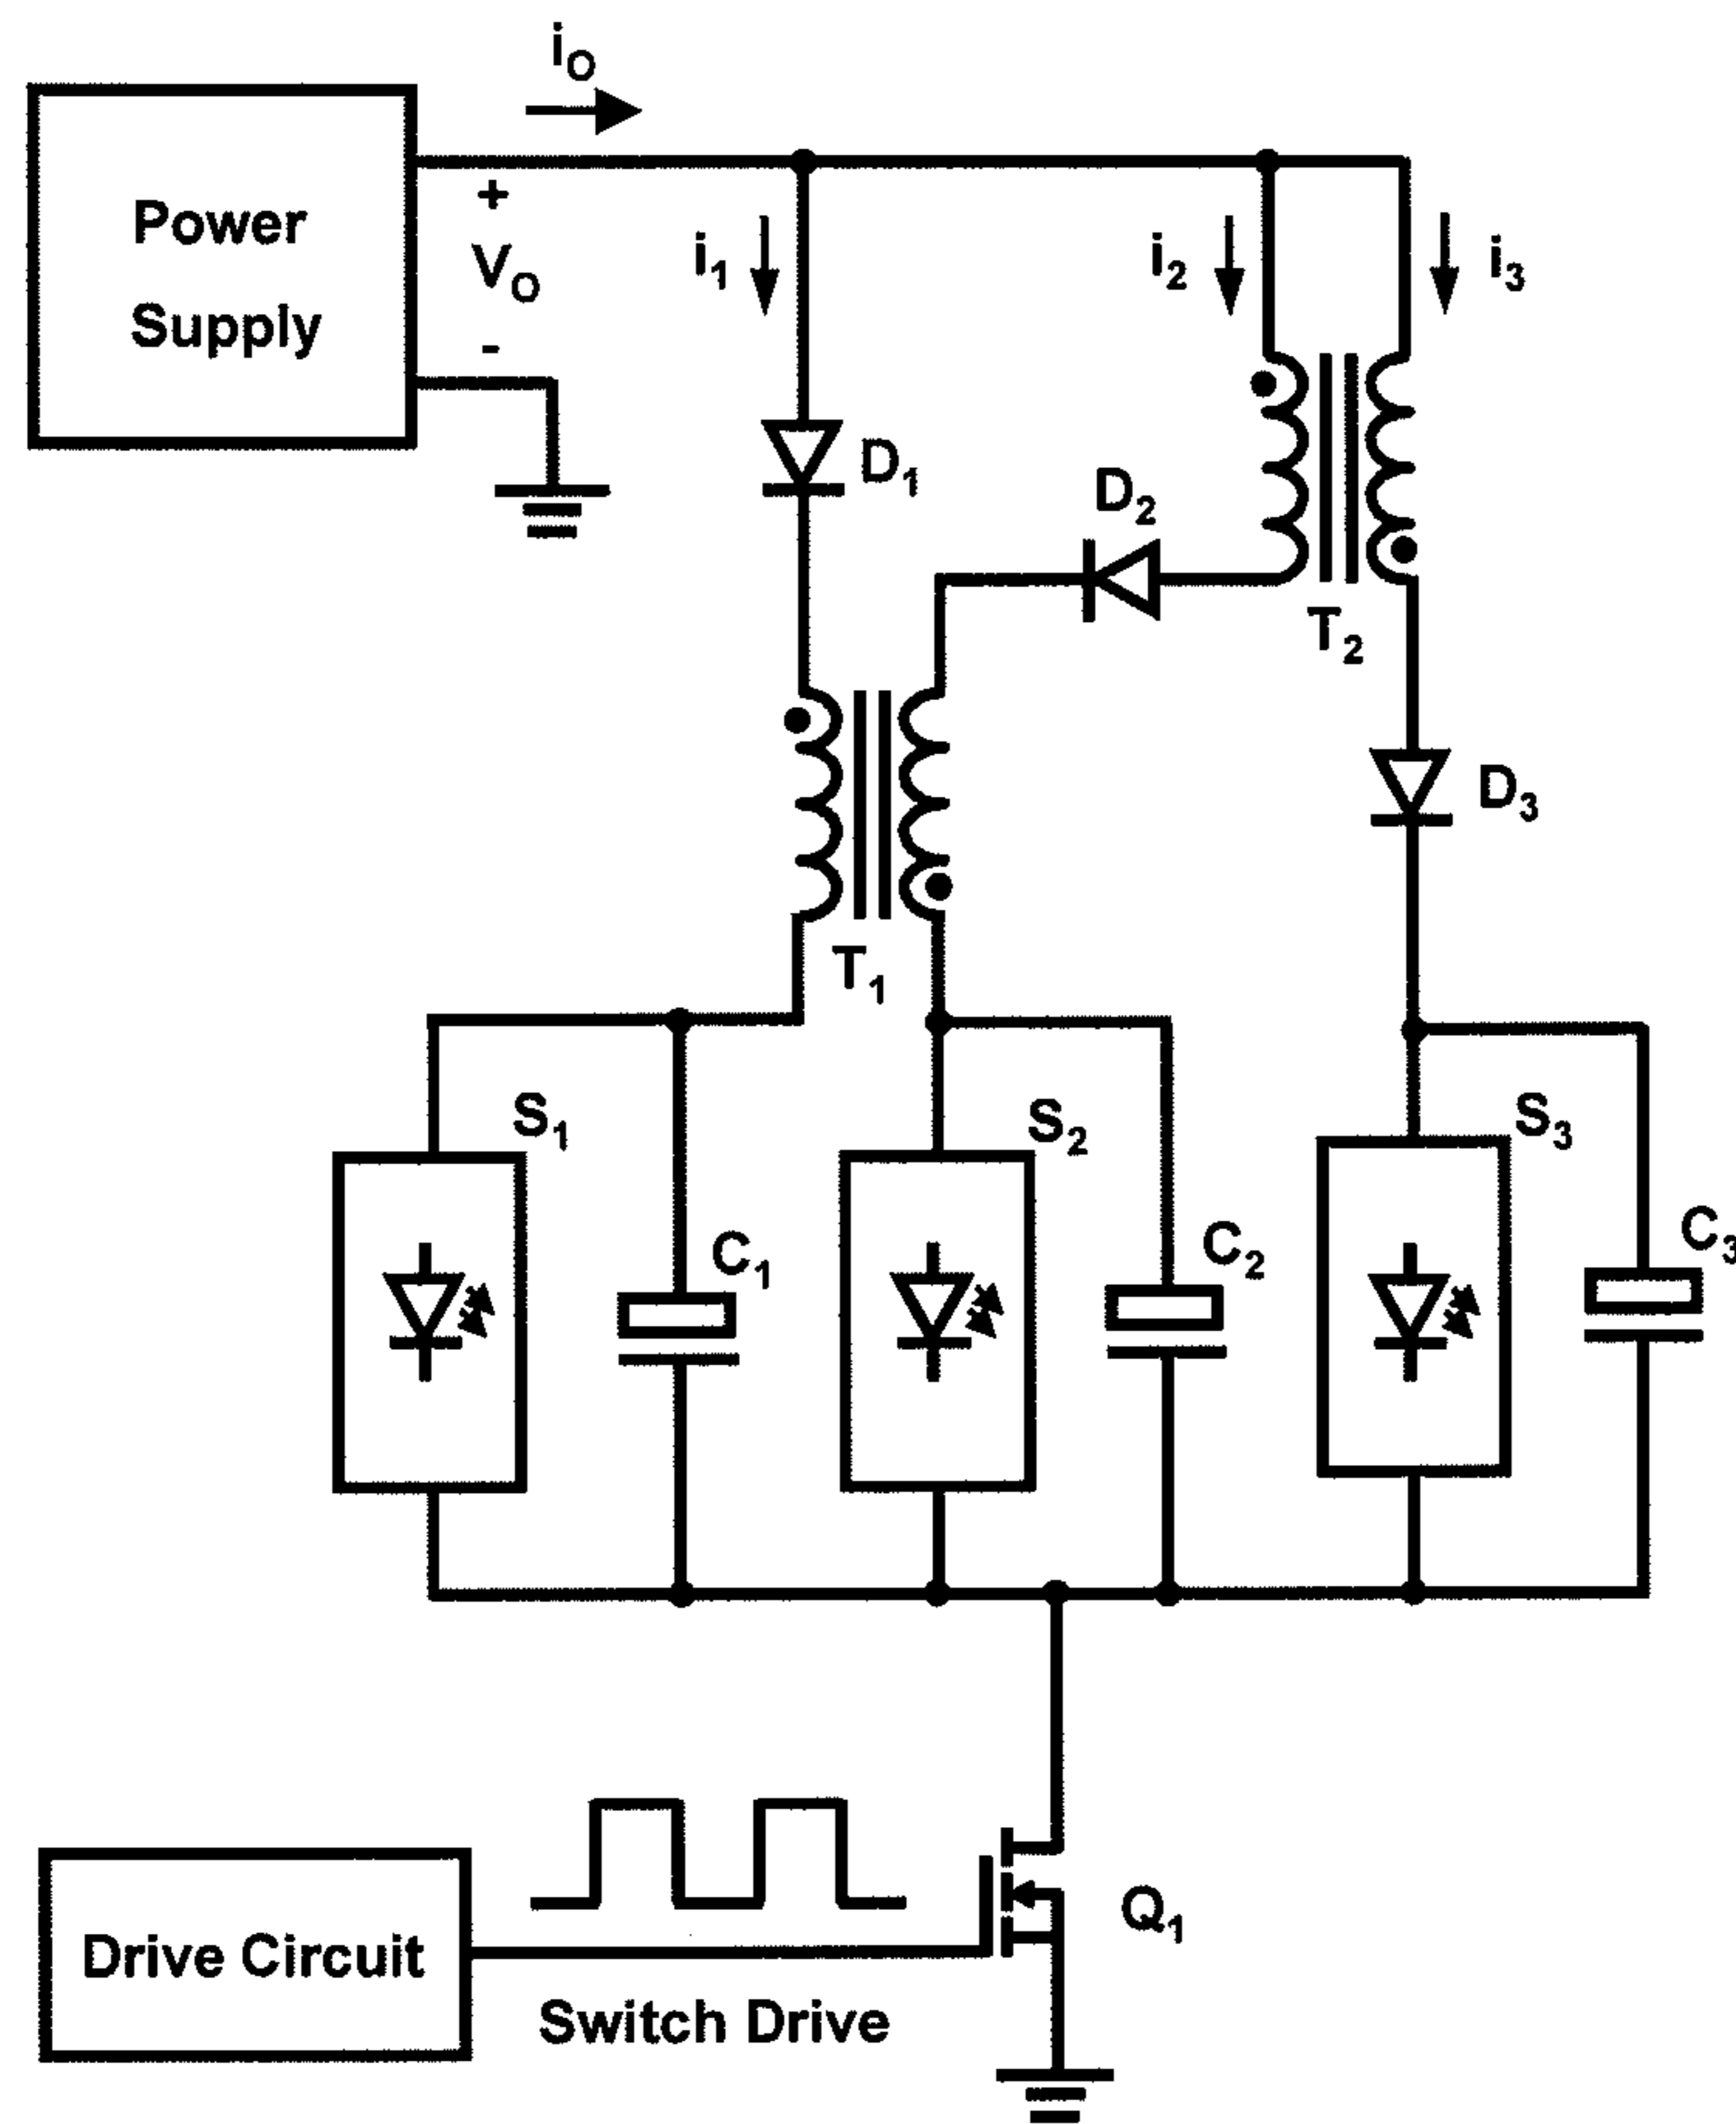 i_O
Power
Supply
+
V_O
-
i_1
i_2
i_3
D_1
D_2
T_2
D_3
T_1
S_1
S_2
S_3
C_1
C_2
C_3
Q_1
Drive Circuit
Switch Drive